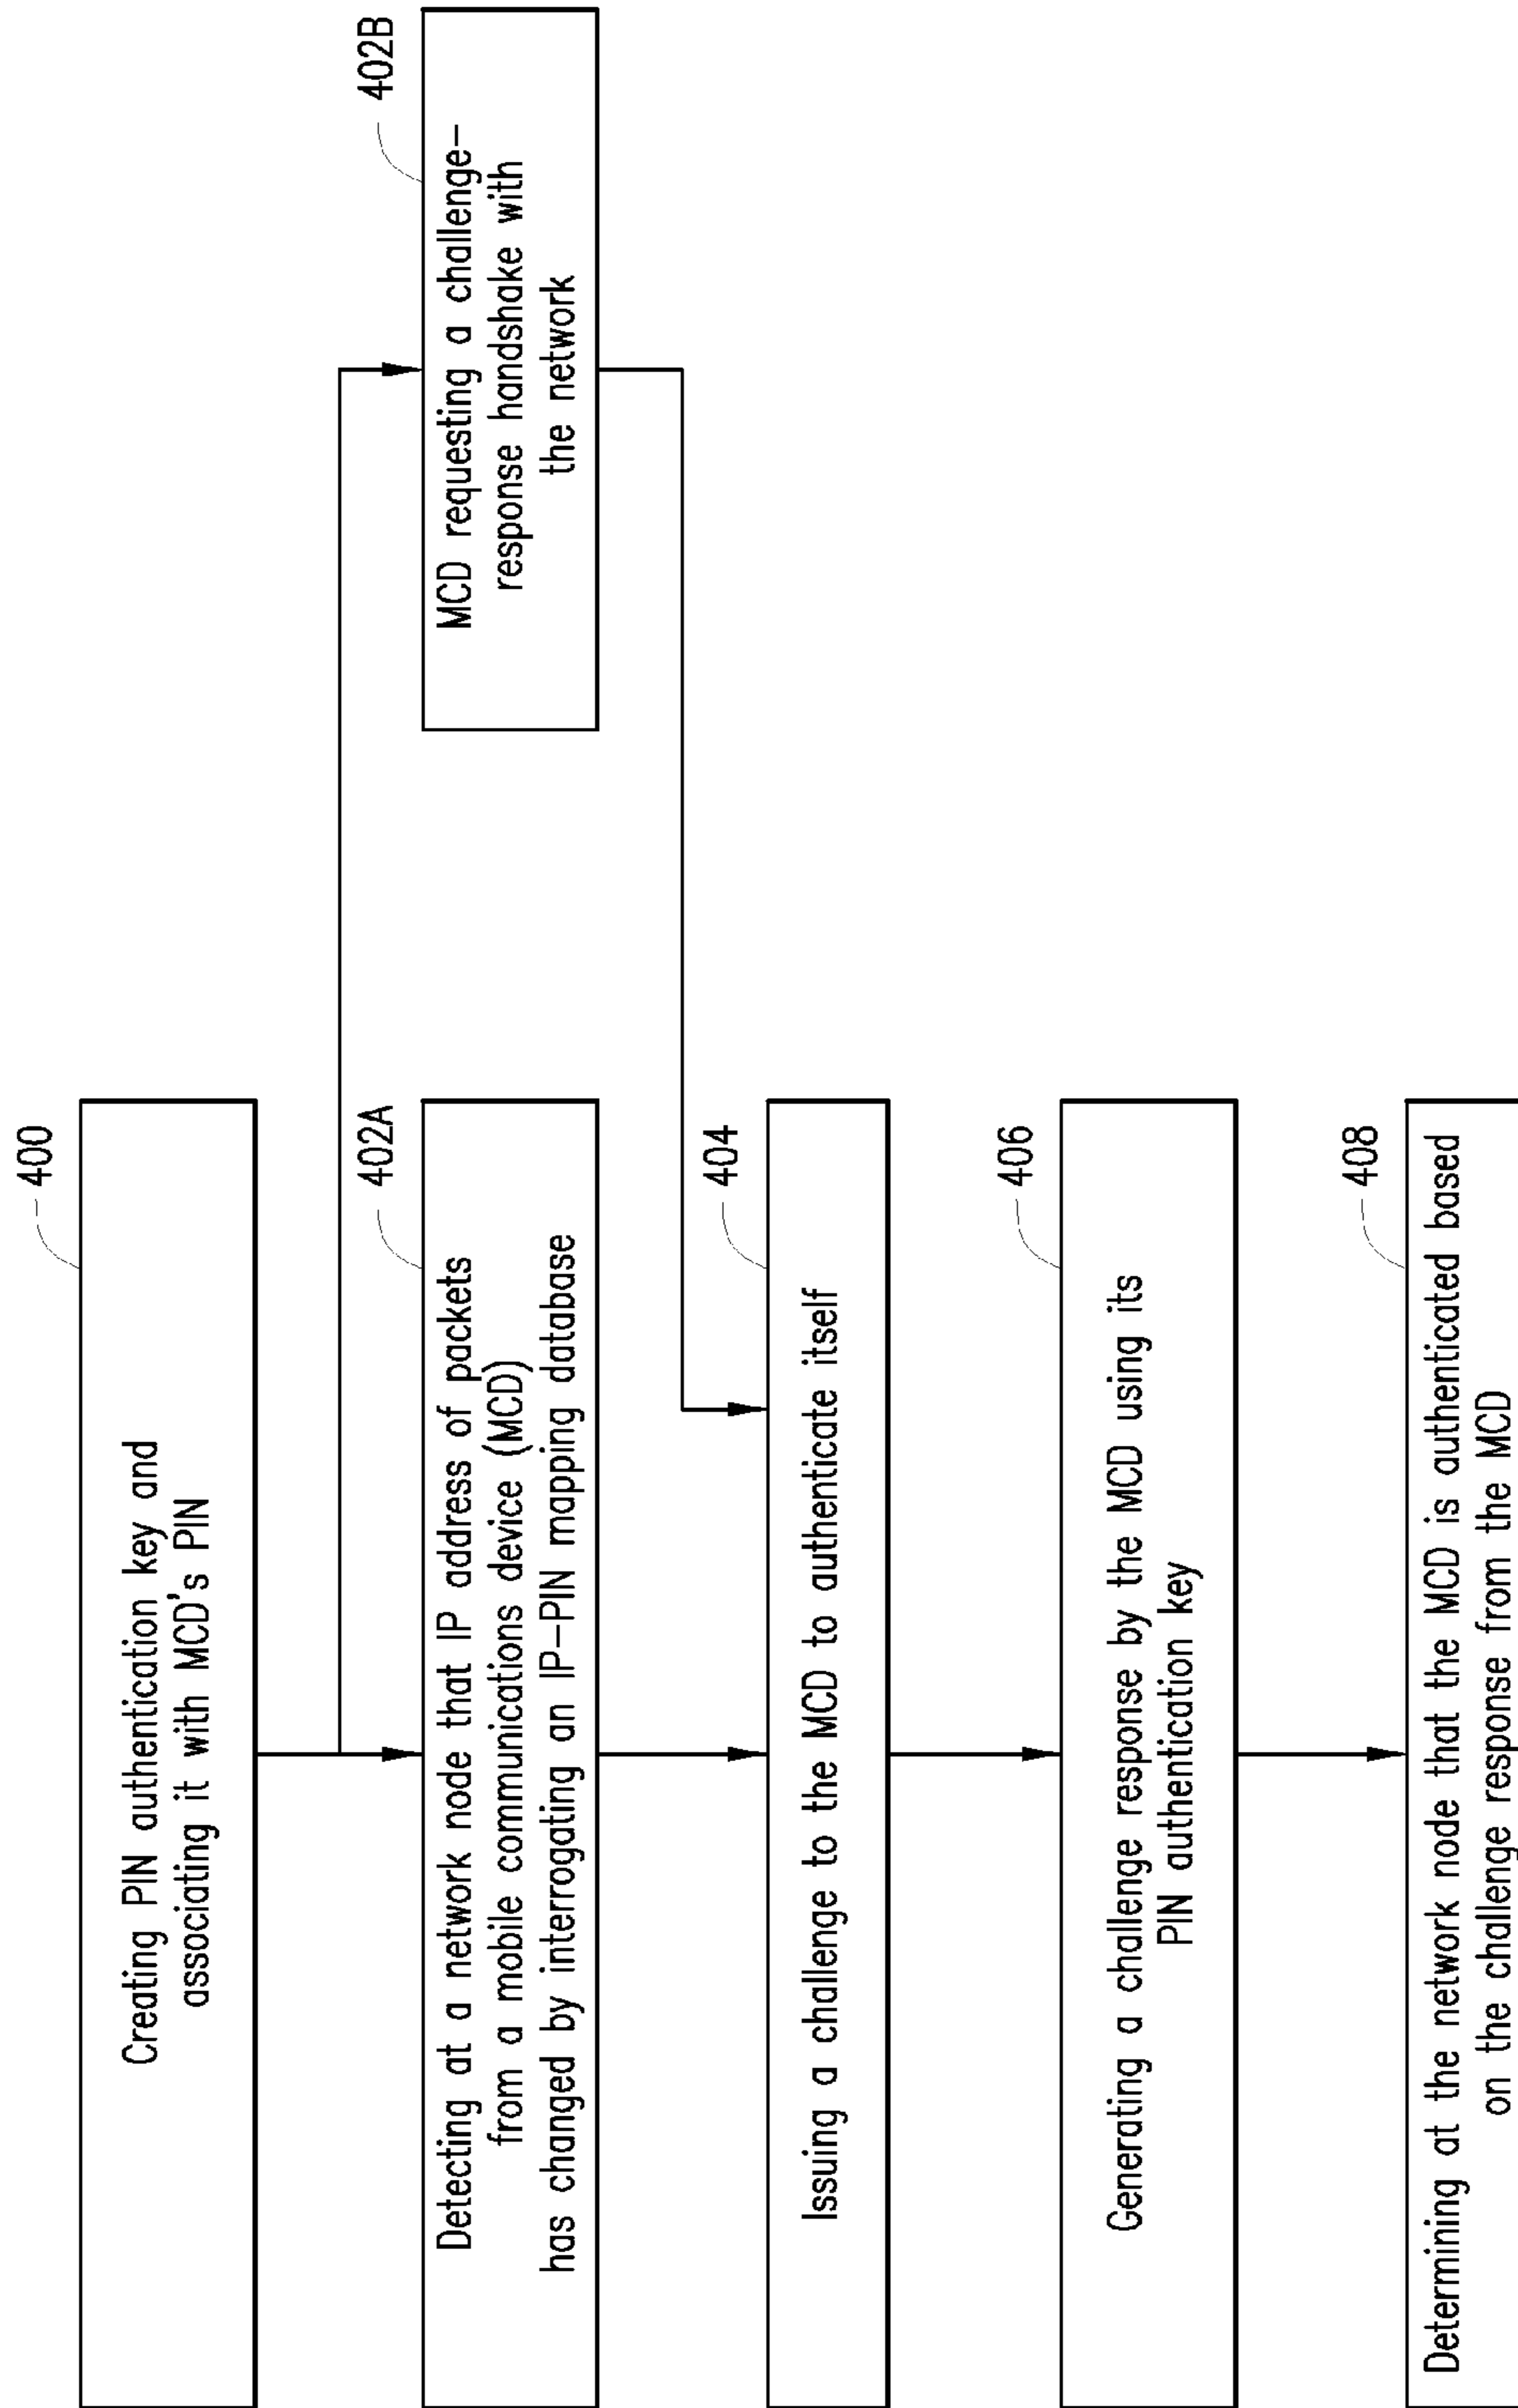 400
Creating PIN authentication key and
associating it with MCD's PIN
402A
Detecting at a network node that IP address of packets
from a mobile communications device (MCD)
has changed by interrogating an IP-PIN mapping database
402B
MCD requesting a challenge-
response handshake with
the network
404
Issuing a challenge to the MCD to authenticate itself
406
Generating a challenge response by the MCD using its
PIN authentication key
408
Determining at the network node that the MCD is authenticated based
on the challenge response from the MCD